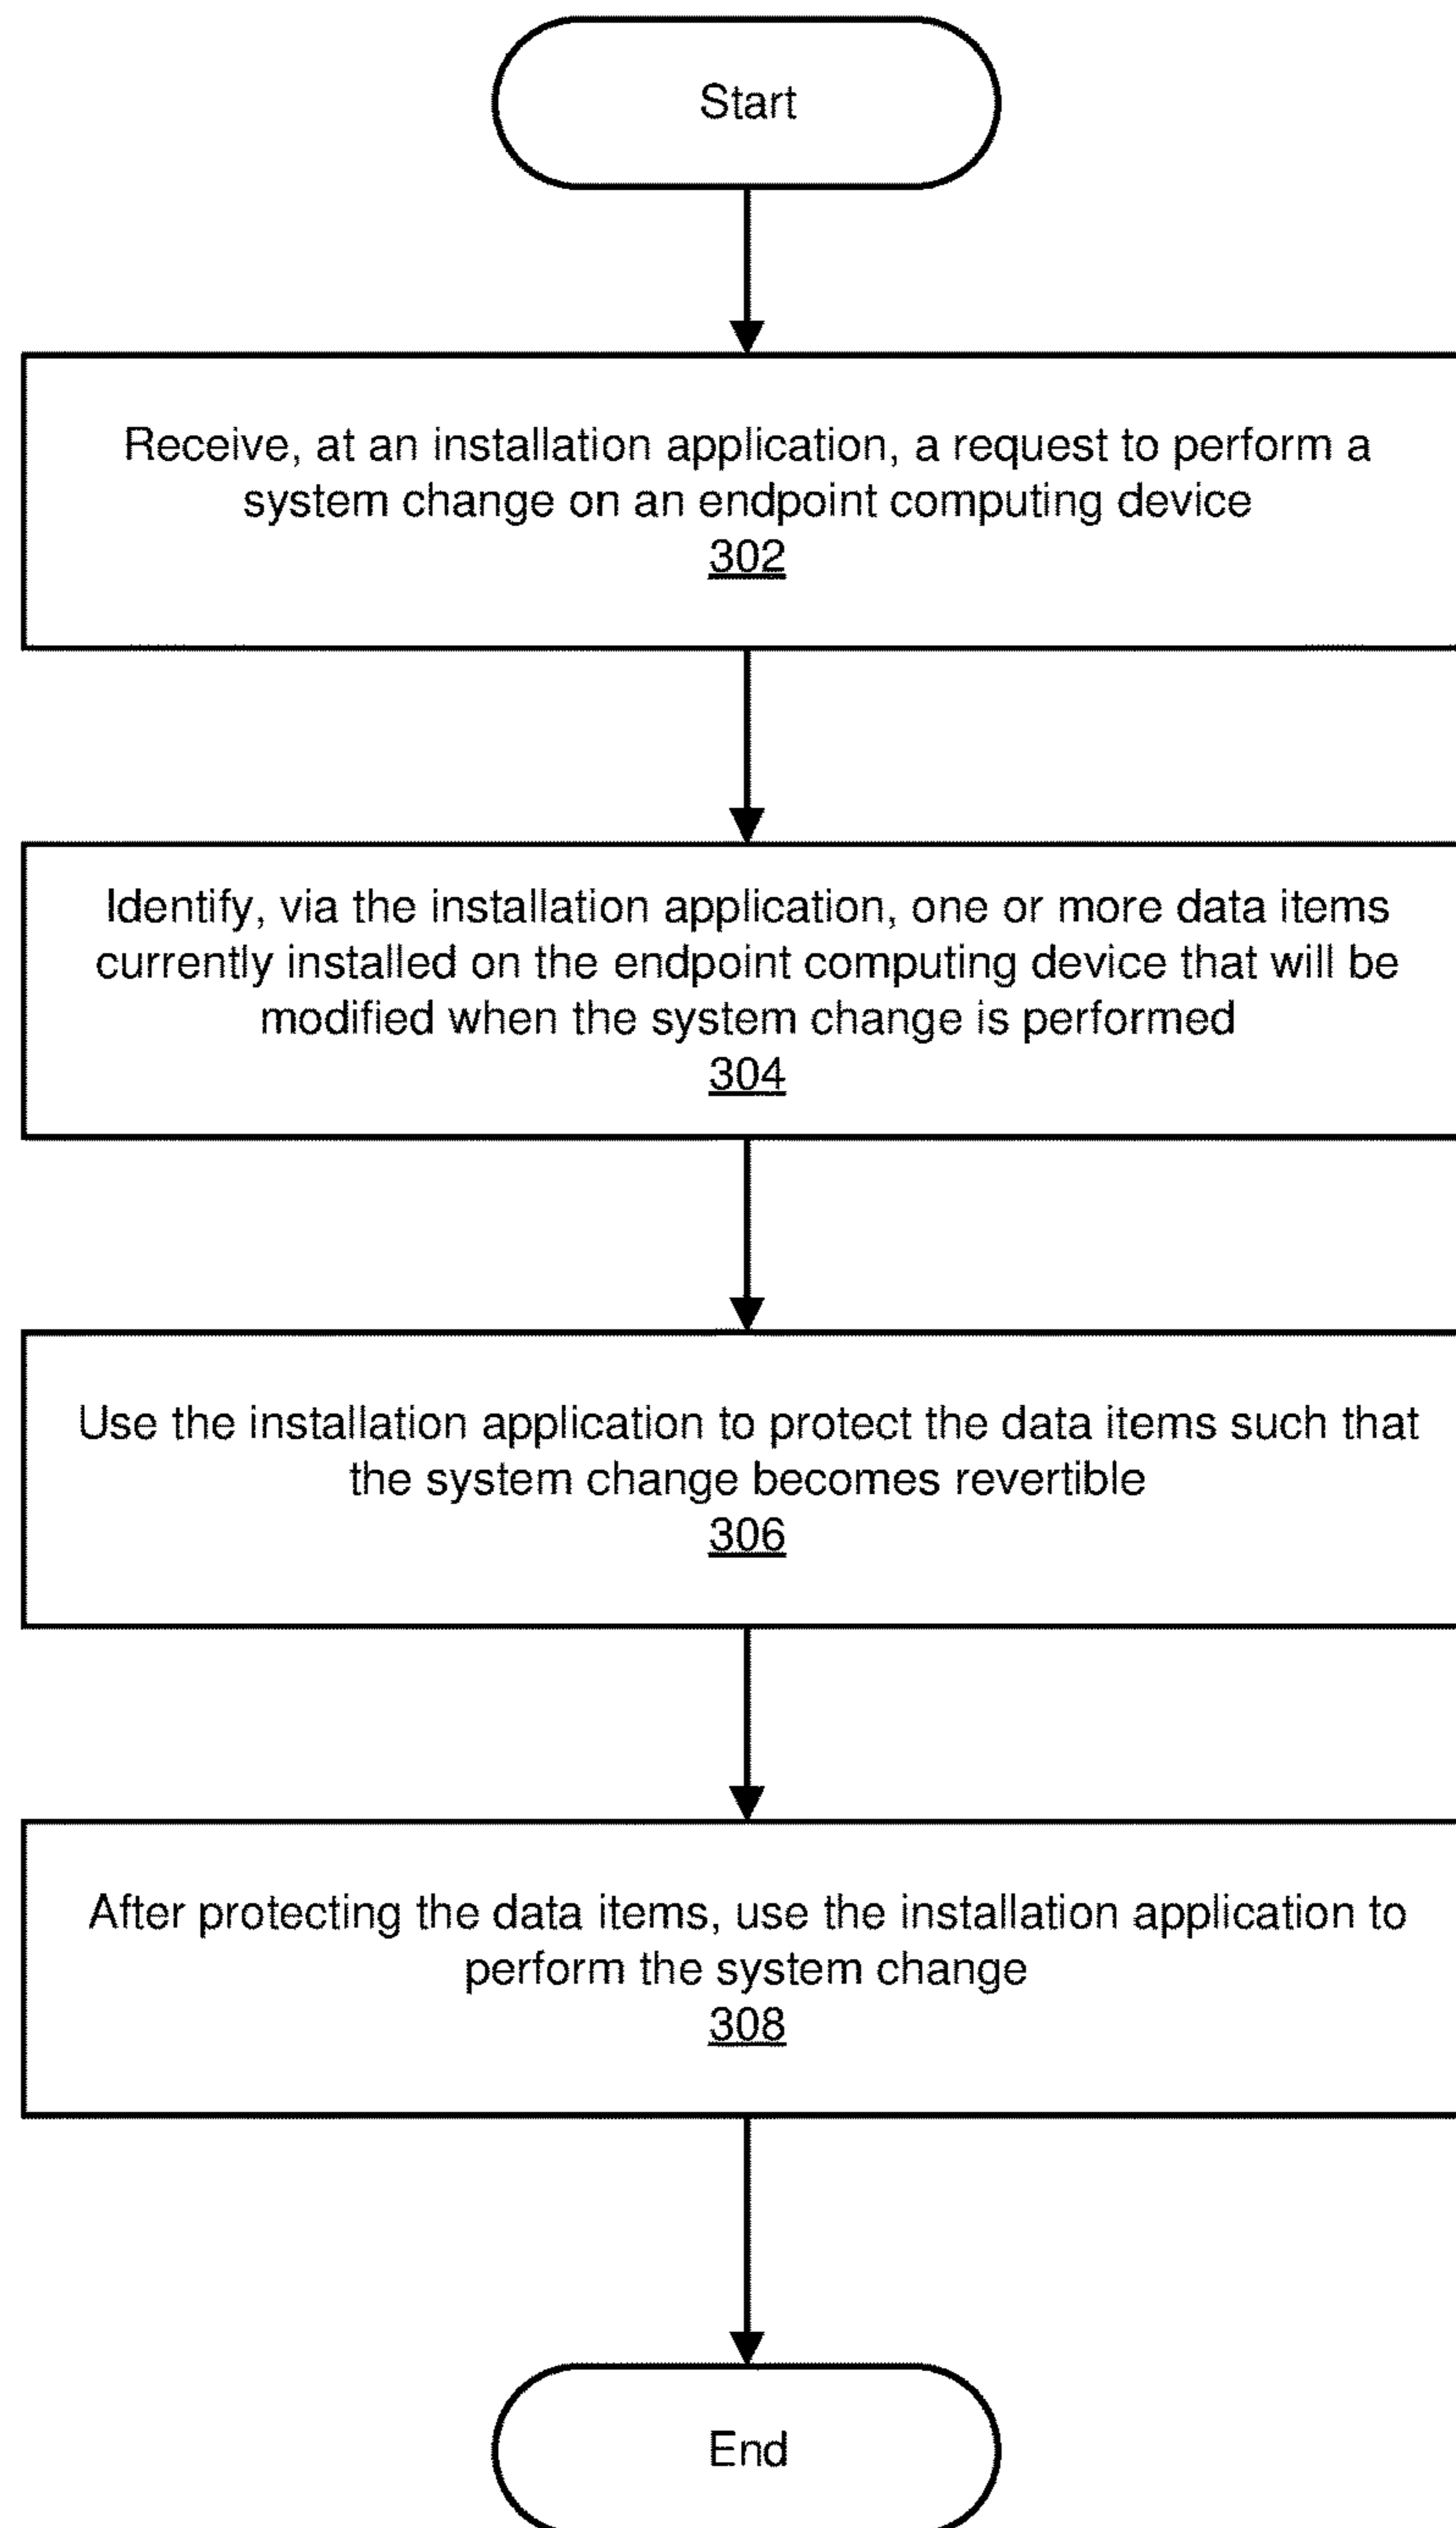 Start
Receive, at an installation application, a request to perform a
system change on an endpoint computing device
302
Identify, via the installation application, one or more data items
currently installed on the endpoint computing device that will be
modified when the system change is performed
304
Use the installation application to protect the data items such that
the system change becomes revertible
306
After protecting the data items, use the installation application to
perform the system change
308
End